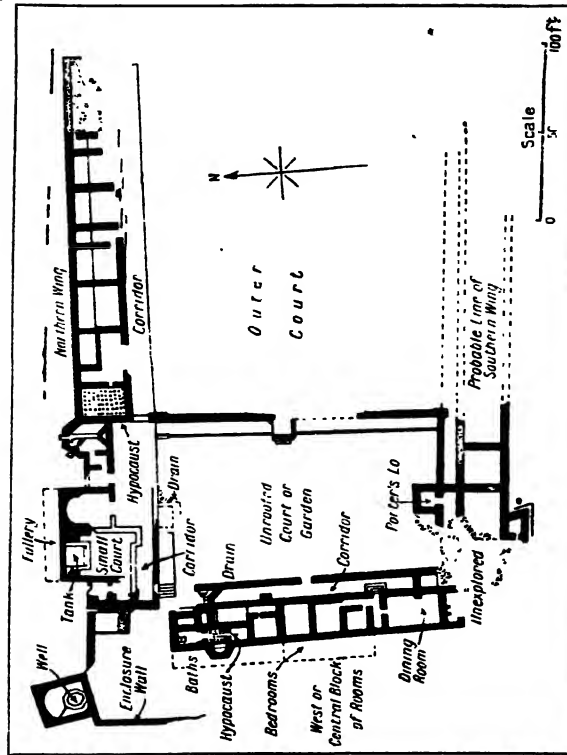 Well
Enclosure
Wall
Tank
Fullery
Small
Court
Corridor
Drain
Hypocaust
Northern Wing
Corridor
N
Outer
Court
Unroofed Court or
Garden
Baths
Hypocaust
Bedrooms
West or
Central Block
of Rooms
Drain
Corridor
Dining
Room
Unexplored
Porter's Lo
Probable Line of
Southern Wing
Scale
0 50 100 ft